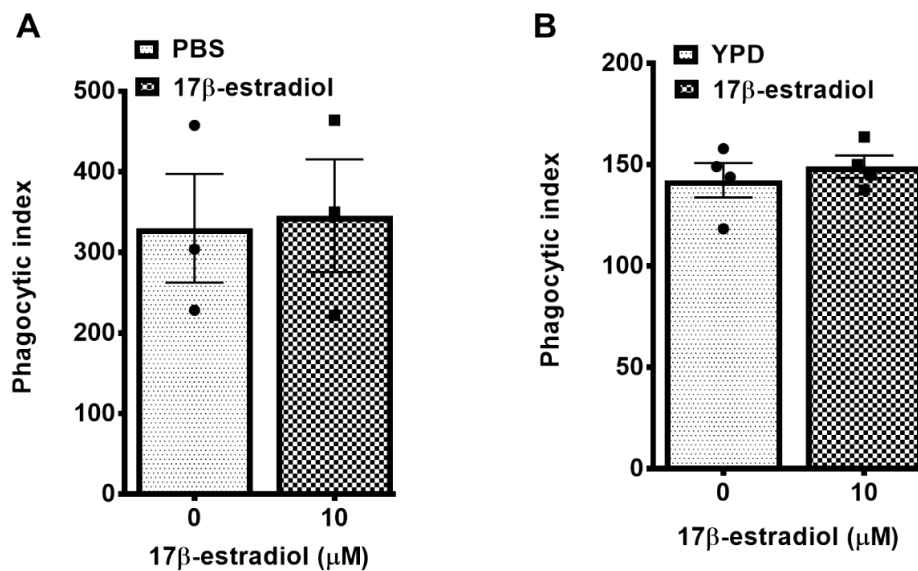 A
PBS
17β-estradiol
500
400
300
200
100
0
Phagocytic index
0 10
17β-estradiol (μM)
B
YPD
17β-estradiol
200
150
100
50
0
Phagocytic index
0 10
17β-estradiol (μM)